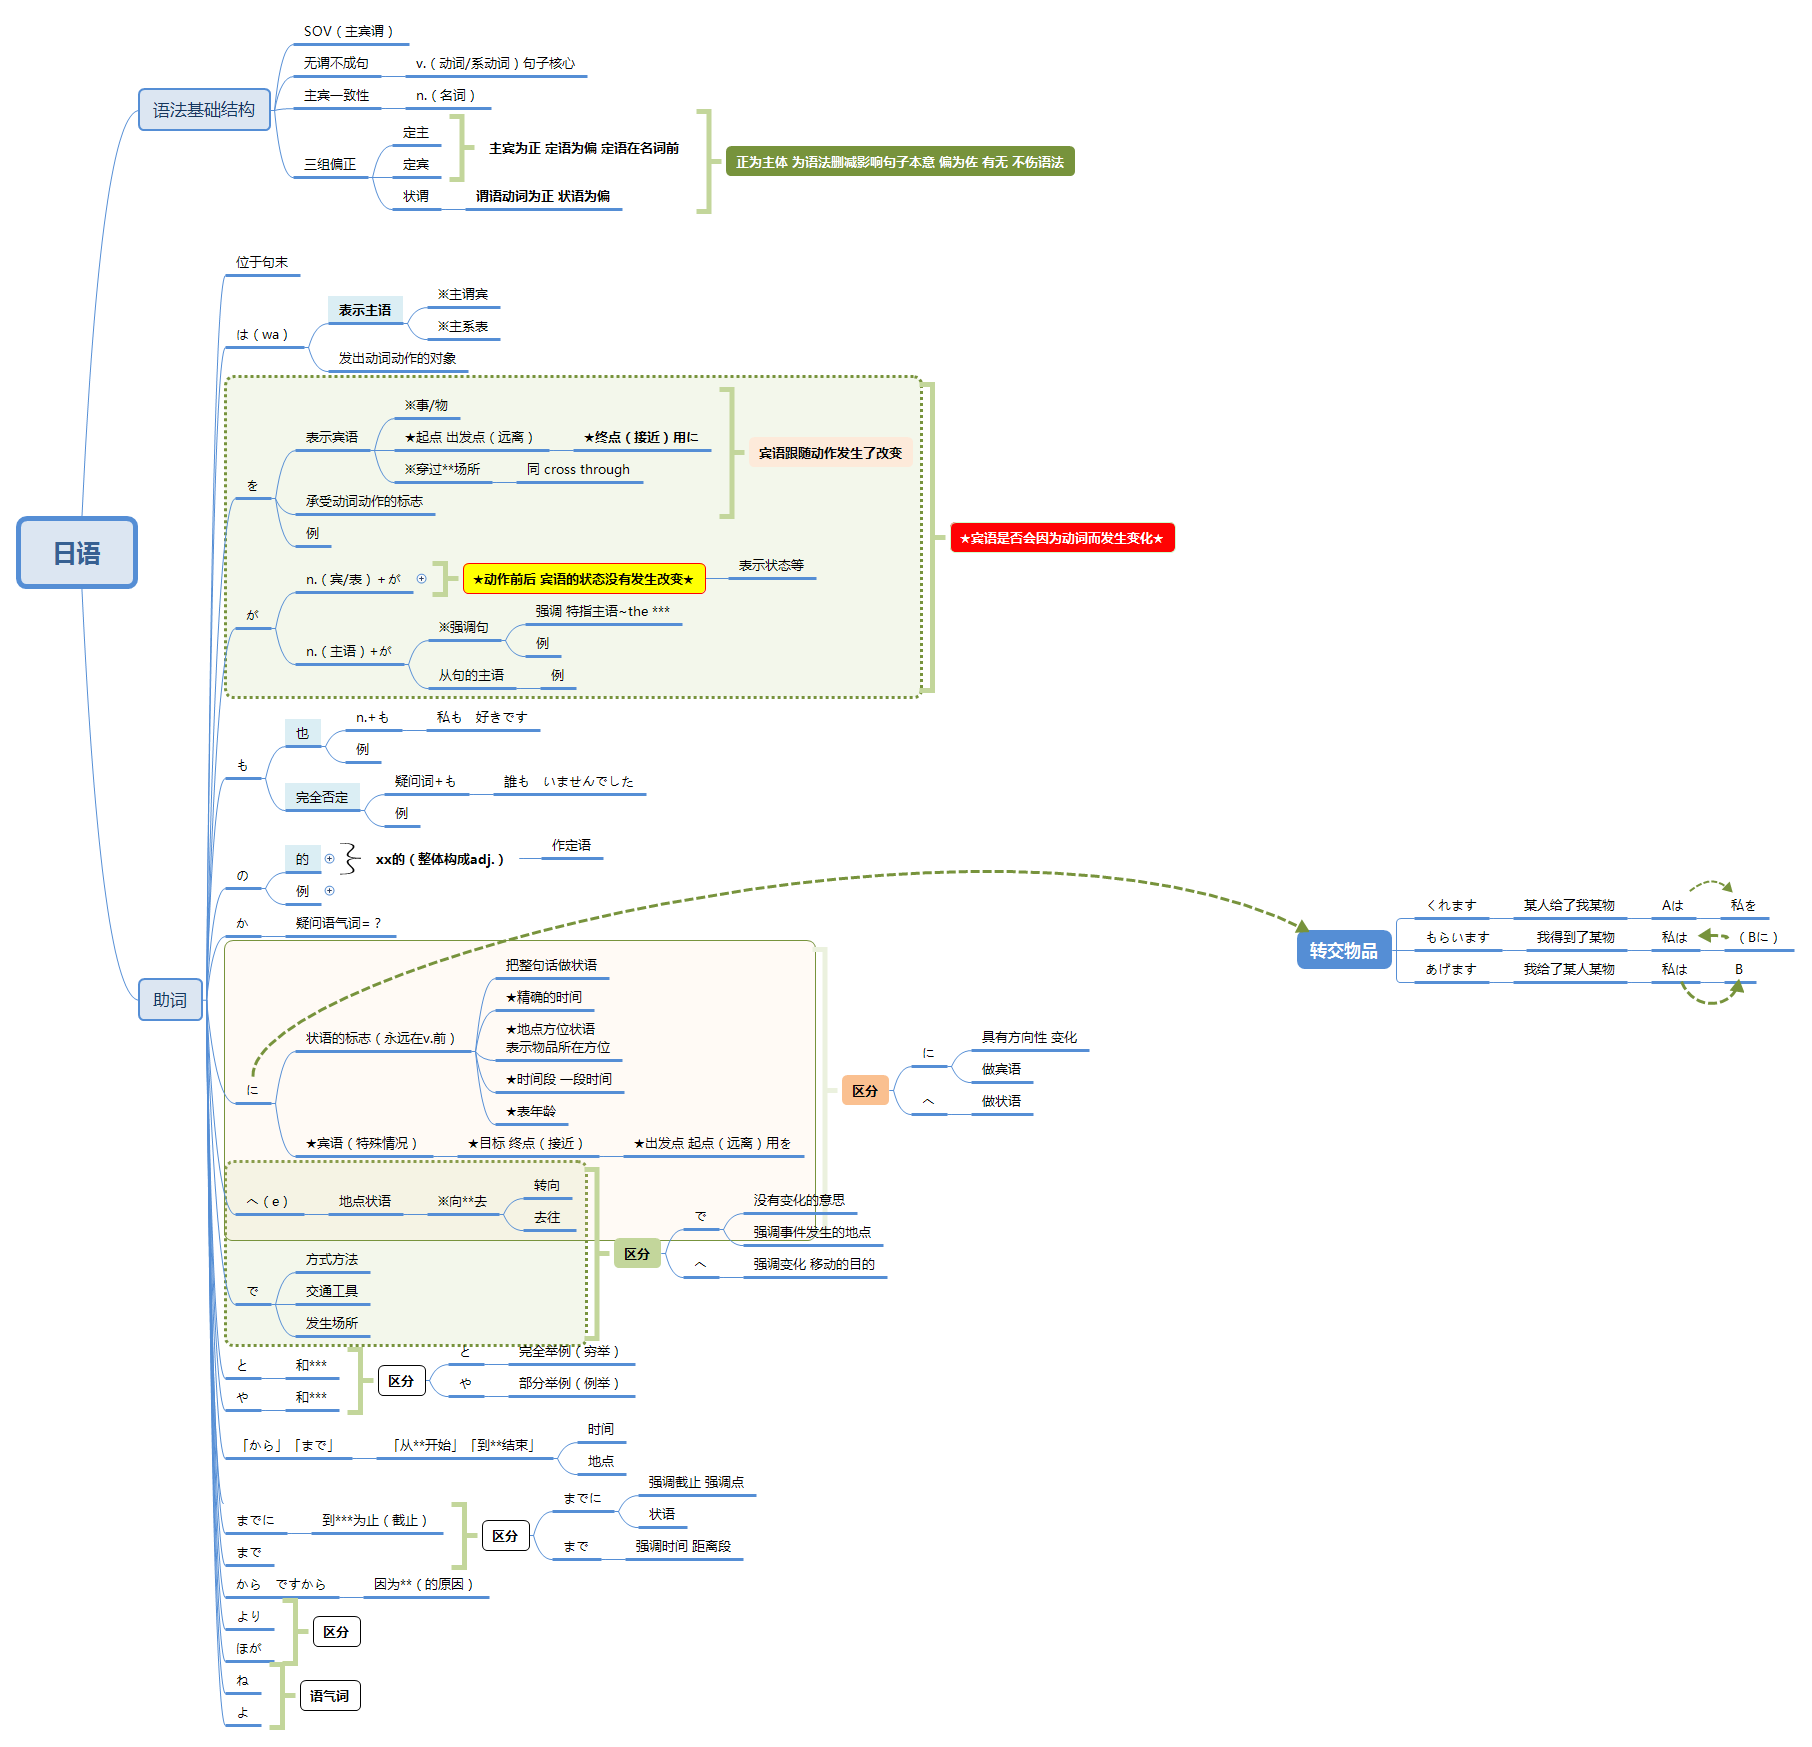 日语
语法基础结构
SOV（主宾谓）
无谓不成句
v.（动词/系动词）句子核心
主宾一致性
n.（名词）
三组偏正
定主
定宾
主宾为正 定语为偏 定语在名词前
状谓
谓语动词为正 状语为偏
正为主体 为语法删减影响句子本意 偏为佐 有无 不伤语法
助词
位于句末
は（wa）
表示主语
※主谓宾
※主系表
发出动词动作的对象
を
表示宾语
※事/物
★起点 出发点（远离）
★终点（接近）用に
※穿过**场所
同 cross through
承受动词动作的标志
例
宾语跟随动作发生了改变
が
n.（宾/表）+が
★动作前后 宾语的状态没有发生改变★
表示状态等
n.（主语）+が
※强调句
强调 特指主语~the ***
例
从句的主语
例
★宾语是否会因为动词而发生变化★
も
也
n.+も
私も　好きです
例
完全否定
疑问词+も
誰も　いませんでした
例
の
的
例
xx的（整体构成adj.）
作定语
か
疑问语气词=？
に
状语的标志（永远在v.前）
把整句话做状语
★精确的时间
★地点方位状语
表示物品所在方位
★时间段 一段时间
★表年龄
★宾语（特殊情况）
★目标 终点（接近）
★出发点 起点（远离）用を
转交物品
くれます
某人给了我某物
Aは
私を
もらいます
我得到了某物
私は
（Bに）
あげます
我给了某人某物
私は
B
へ（e）
地点状语
※向**去
转向
去往
区分
に
具有方向性 变化
做宾语
へ
做状语
で
方式方法
交通工具
发生场所
区分
で
没有变化的意思
强调事件发生的地点
へ
强调变化 移动的目的
と
和***
や
和***
区分
と
完全举例（穷举）
や
部分举例（例举）
「から」「まで」
「从**开始」「到**结束」
时间
地点
までに
到***为止（截止）
まで
区分
までに
强调截止 强调点
状语
まで
强调时间 距离段
から　ですから
因为**（的原因）
より
ほが
区分
ね
よ
语气词